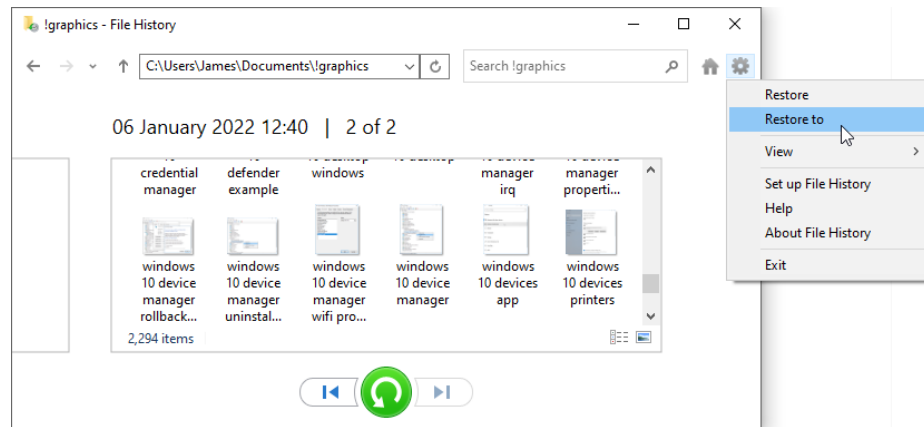 !graphics - File History
C:\Users\James\Documents\!graphics
Search !graphics
06 January 2022 12:40 | 2 of 2
credential manager
defender example
windows
manager irq
manager properti...
windows 10 device manager rollback...
windows 10 device manager uninstal...
windows 10 device manager wifi pro...
windows 10 device manager
windows 10 devices app
windows 10 devices printers
2,294 items
Restore
Restore to
View
Set up File History
Help
About File History
Exit